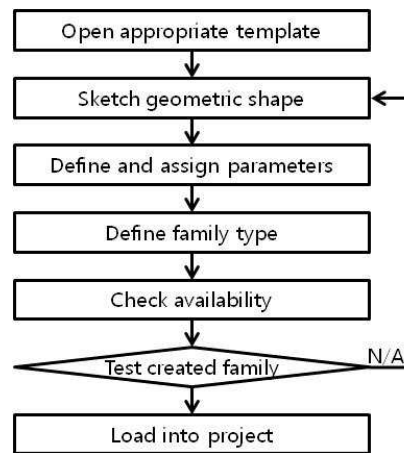 Open appropriate template
Sketch geometric shape
Define and assign parameters
Define family type
Check availability
Test created family
N/A
Load into project